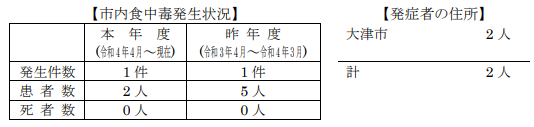 【市内食中毒発生状況】
本 年 度 昨 年 度
(令和4年4月～現在) (令和3年4月～令和4年3月)
発生件数 1件 1件
患 者 数 2人 5人
死 者 数 0人 0人
【発症者の住所】
大津市 2人
計 2人